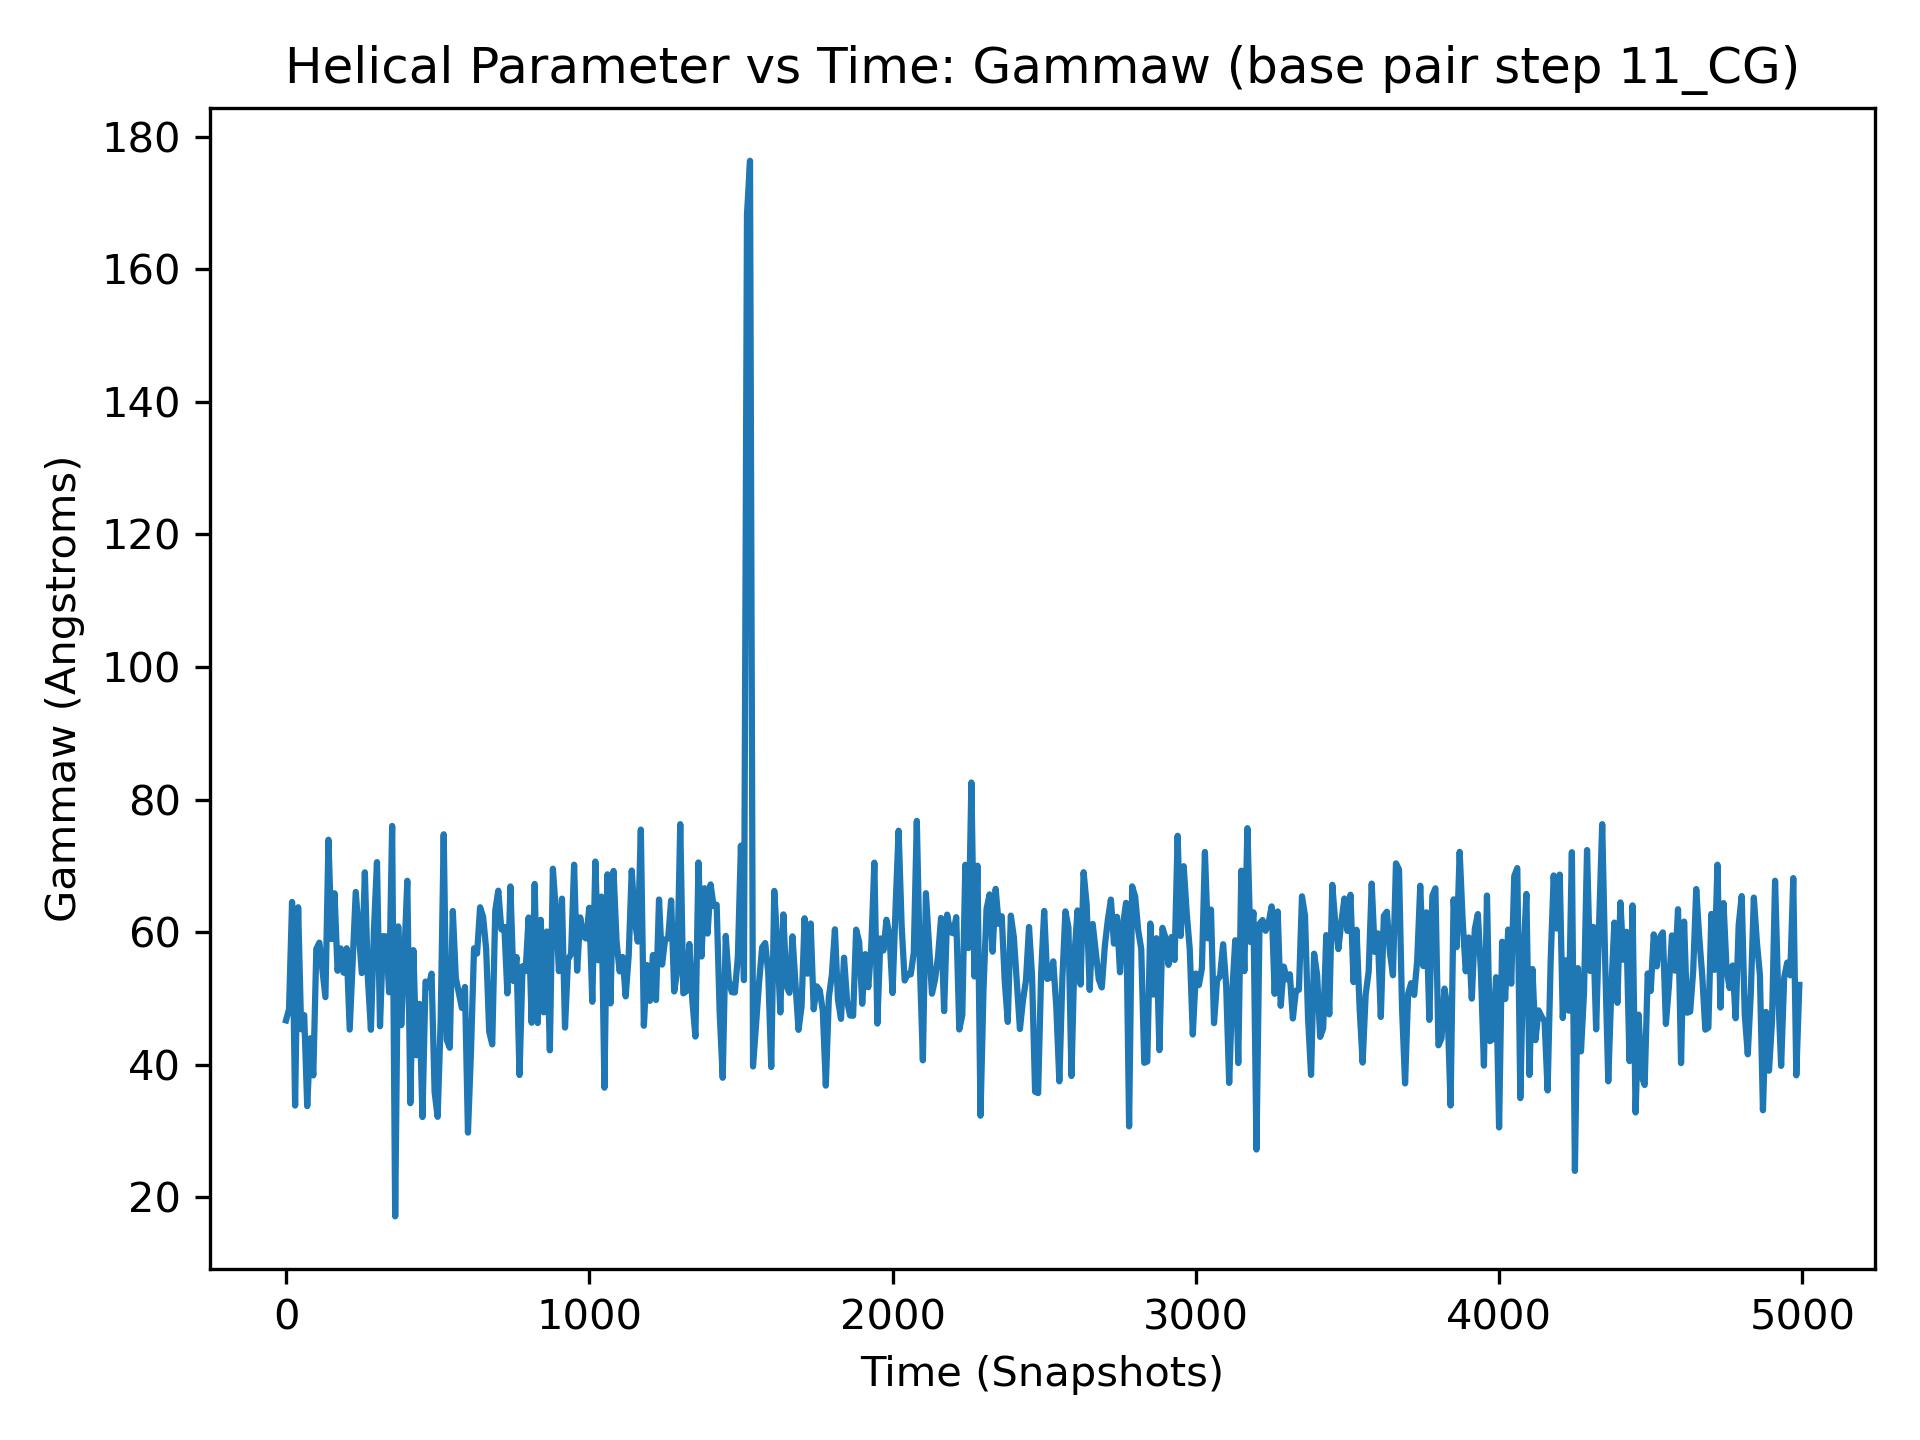 Helical Parameter vs Time: Gammaw (base pair step 11_CG)
180
160
140
120
100
80
60
40
20
Gammaw (Angstroms)
0 1000 2000 3000 4000 5000
Time (Snapshots)